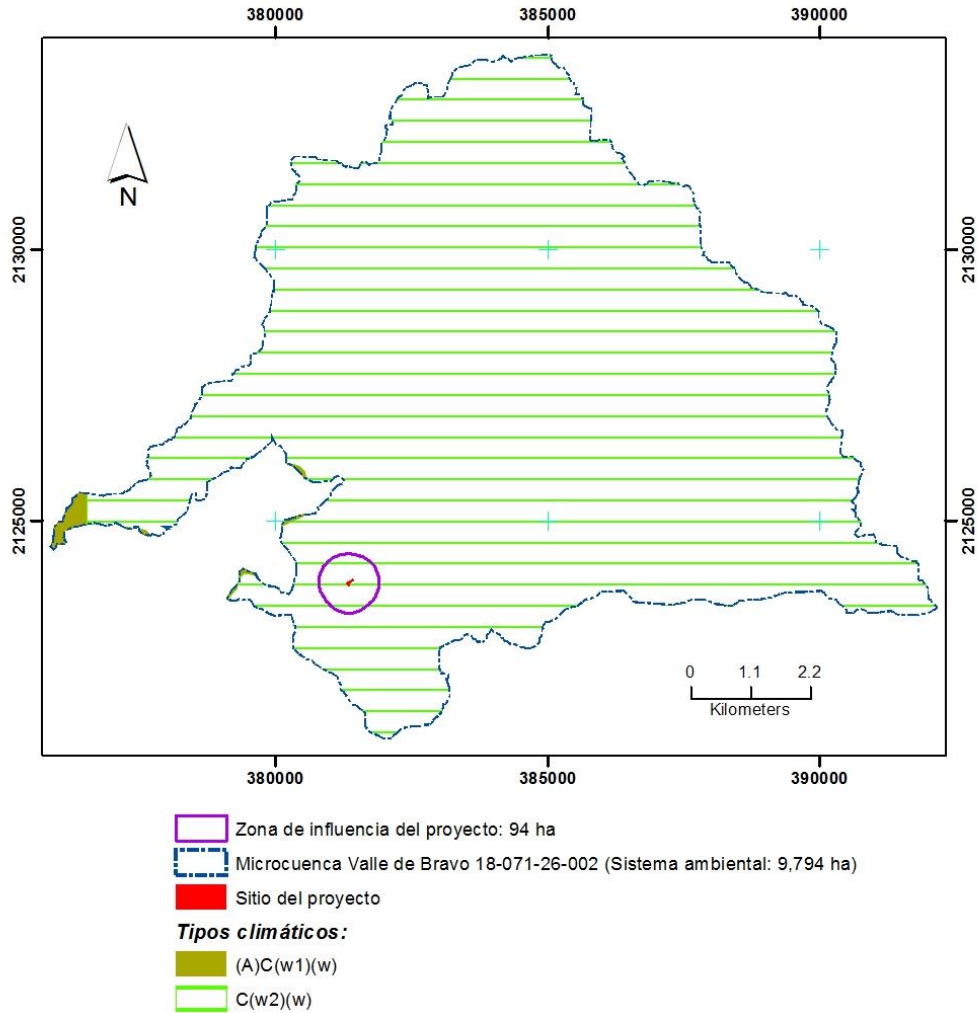 380000 385000 390000
N
2130000 2130000
2125000 2125000
0 1.1 2.2
Kilometers
380000 385000 390000
Zona de influencia del proyecto: 94 ha
Microcuenca Valle de Bravo 18-071-26-002 (Sistema ambiental: 9,794 ha)
Sitio del proyecto
Tipos climáticos:
(A)C(w1)(w)
C(w2)(w)